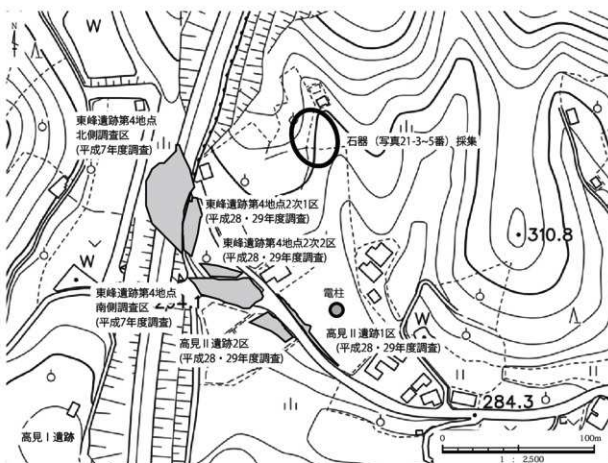 N
W
東峰遺跡第4地点
北側調査区
(平成7年度調査)
石器（写真21-3~5番）採集
東峰遺跡第4地点2次1区
(平成28・29年度調査)
東峰遺跡第4地点2次2区
(平成28・29年度調査)
310.8
W
東峰遺跡第4地点
南側調査区
(平成7年度調査)
電柱
高見Ⅱ遺跡1区
(平成28・29年度調査)
W
高見Ⅱ遺跡2区
(平成28・29年度調査)
284.3
高見Ⅰ遺跡
0
100m
1 : 2,500